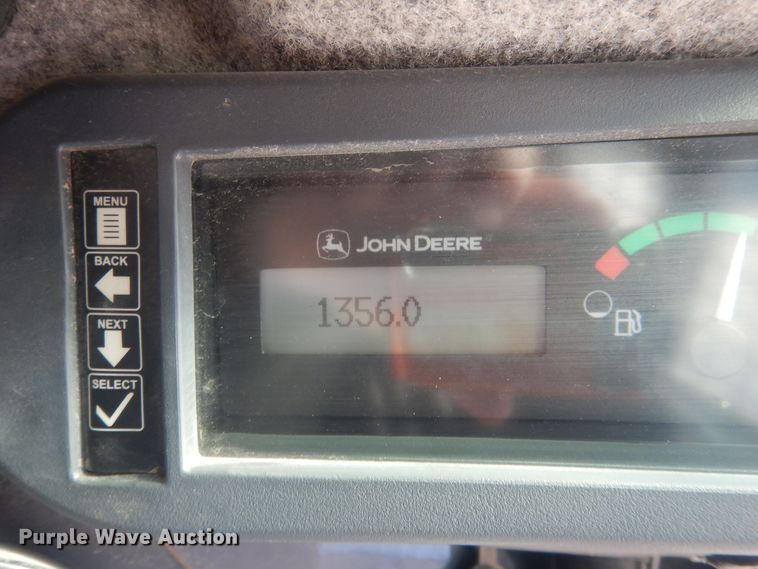 MENU
BACK
NEXT
SELECT
JOHN DEERE
1356.0
Purple Wave Auction®